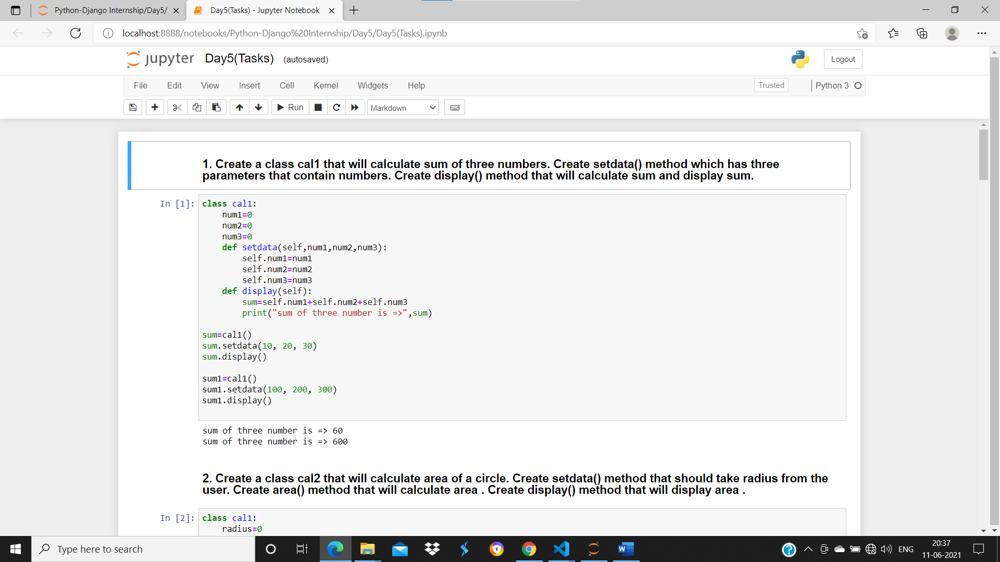 Python-Django Internship/Day5/
Day5(Tasks) - Jupyter Notebook
localhost:8888/notebooks/Python-Django%20Internship/Day5/Day5(Tasks).ipynb
jupyter Day5(Tasks) (autosaved)
Logout
File Edit View Insert Cell Kernel Widgets Help
Trusted
Python 3
Run
Markdown
1. Create a class cal1 that will calculate sum of three numbers. Create setdata() method which has three
parameters that contain numbers. Create display() method that will calculate sum and display sum.
In [1]:
class cal1:
    num1=0
    num2=0
    num3=0
    def setdata(self,num1,num2,num3):
        self.num1=num1
        self.num2=num2
        self.num3=num3
    def display(self):
        sum=self.num1+self.num2+self.num3
        print("sum of three number is =>",sum)
sum=cal1()
sum.setdata(10, 20, 30)
sum.display()
sum1=cal1()
sum1.setdata(100, 200, 300)
sum1.display()
sum of three number is => 60
sum of three number is => 600
2. Create a class cal2 that will calculate area of a circle. Create setdata() method that should take radius from the
user. Create area() method that will calculate area . Create display() method that will display area .
In [2]:
class cal1:
    radius=0
Type here to search
ENG
20:37
11-06-2021